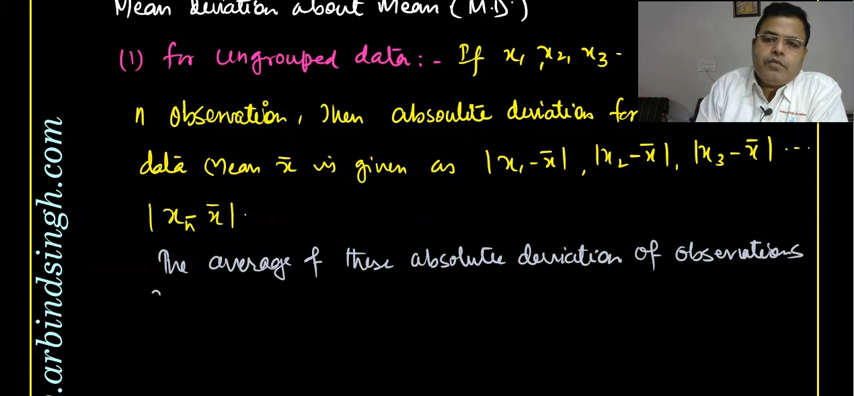 Mean deviation about Mean (M.D.)
(1) for ungrouped data:- If x₁, x₂, x₃ -
n observation, then absoulite deviation for
data mean x̄ is given as |x₁-x̄|, |x₂-x̄|, |x₃-x̄| ...
|xₙ- x̄|.
The average of these absolute deviation of observations
.arbindsingh.com